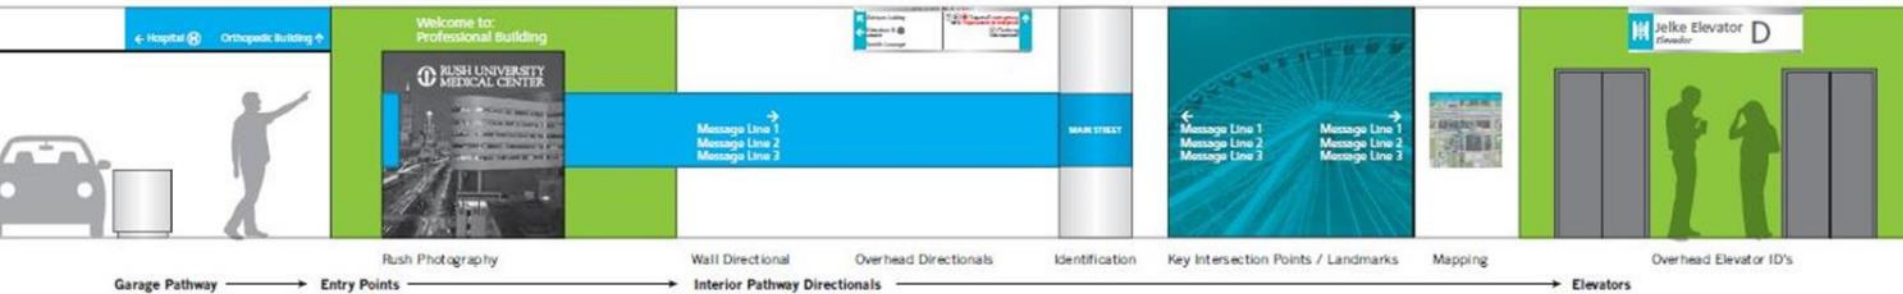 ← Hospital H
Orthopedic Building ↑
Welcome to:
Professional Building
RUSH UNIVERSITY
MEDICAL CENTER
→
Message Line 1
Message Line 2
Message Line 3
MAIN STREET
←
Message Line 1
Message Line 2
Message Line 3
→
Message Line 1
Message Line 2
Message Line 3
Jelke Elevator D
Elevador
Rush Photography
Wall Directional
Overhead Directionals
Identification
Key Intersection Points / Landmarks
Mapping
Overhead Elevator ID's
Garage Pathway
Entry Points
Interior Pathway Directionals
Elevators